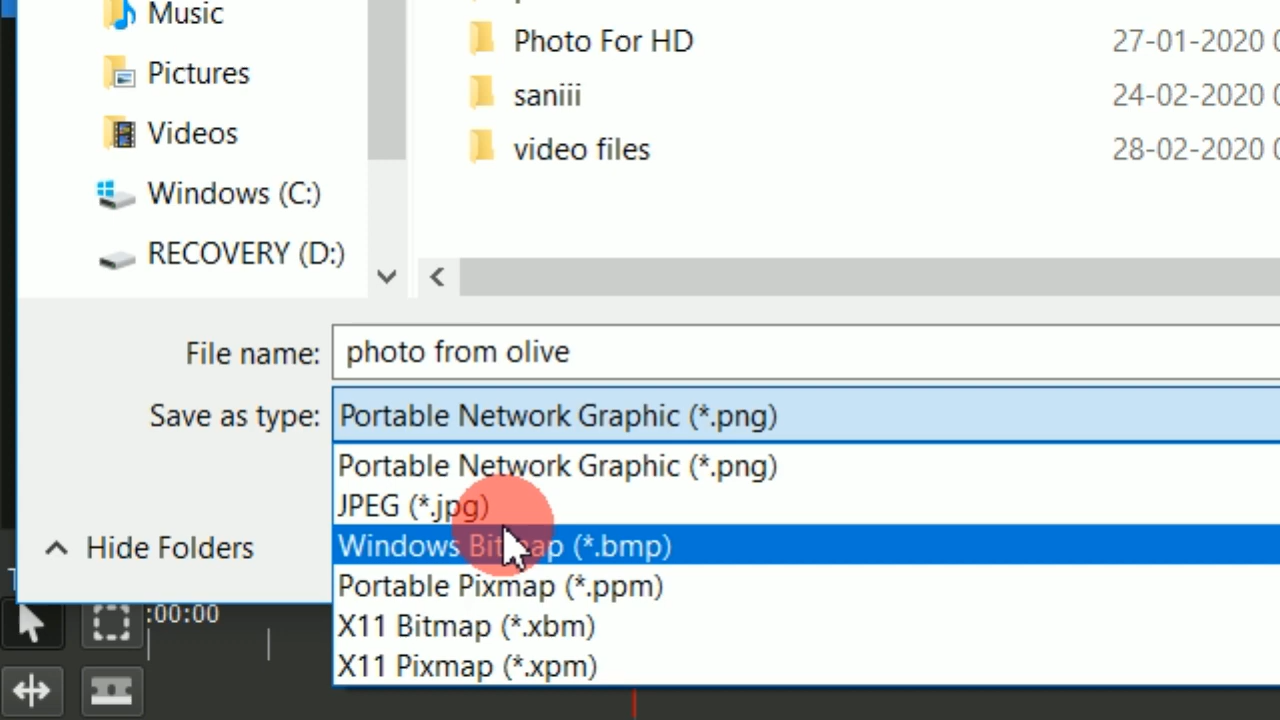 Music
Pictures
Videos
Windows (C:)
RECOVERY (D:)
Photo For HD 27-01-2020
saniii 24-02-2020
video files 28-02-2020
File name: photo from olive
Save as type: Portable Network Graphic (*.png)
Portable Network Graphic (*.png)
JPEG (*.jpg)
Windows Bitmap (*.bmp)
Portable Pixmap (*.ppm)
X11 Bitmap (*.xbm)
X11 Pixmap (*.xpm)
Hide Folders
:00:00